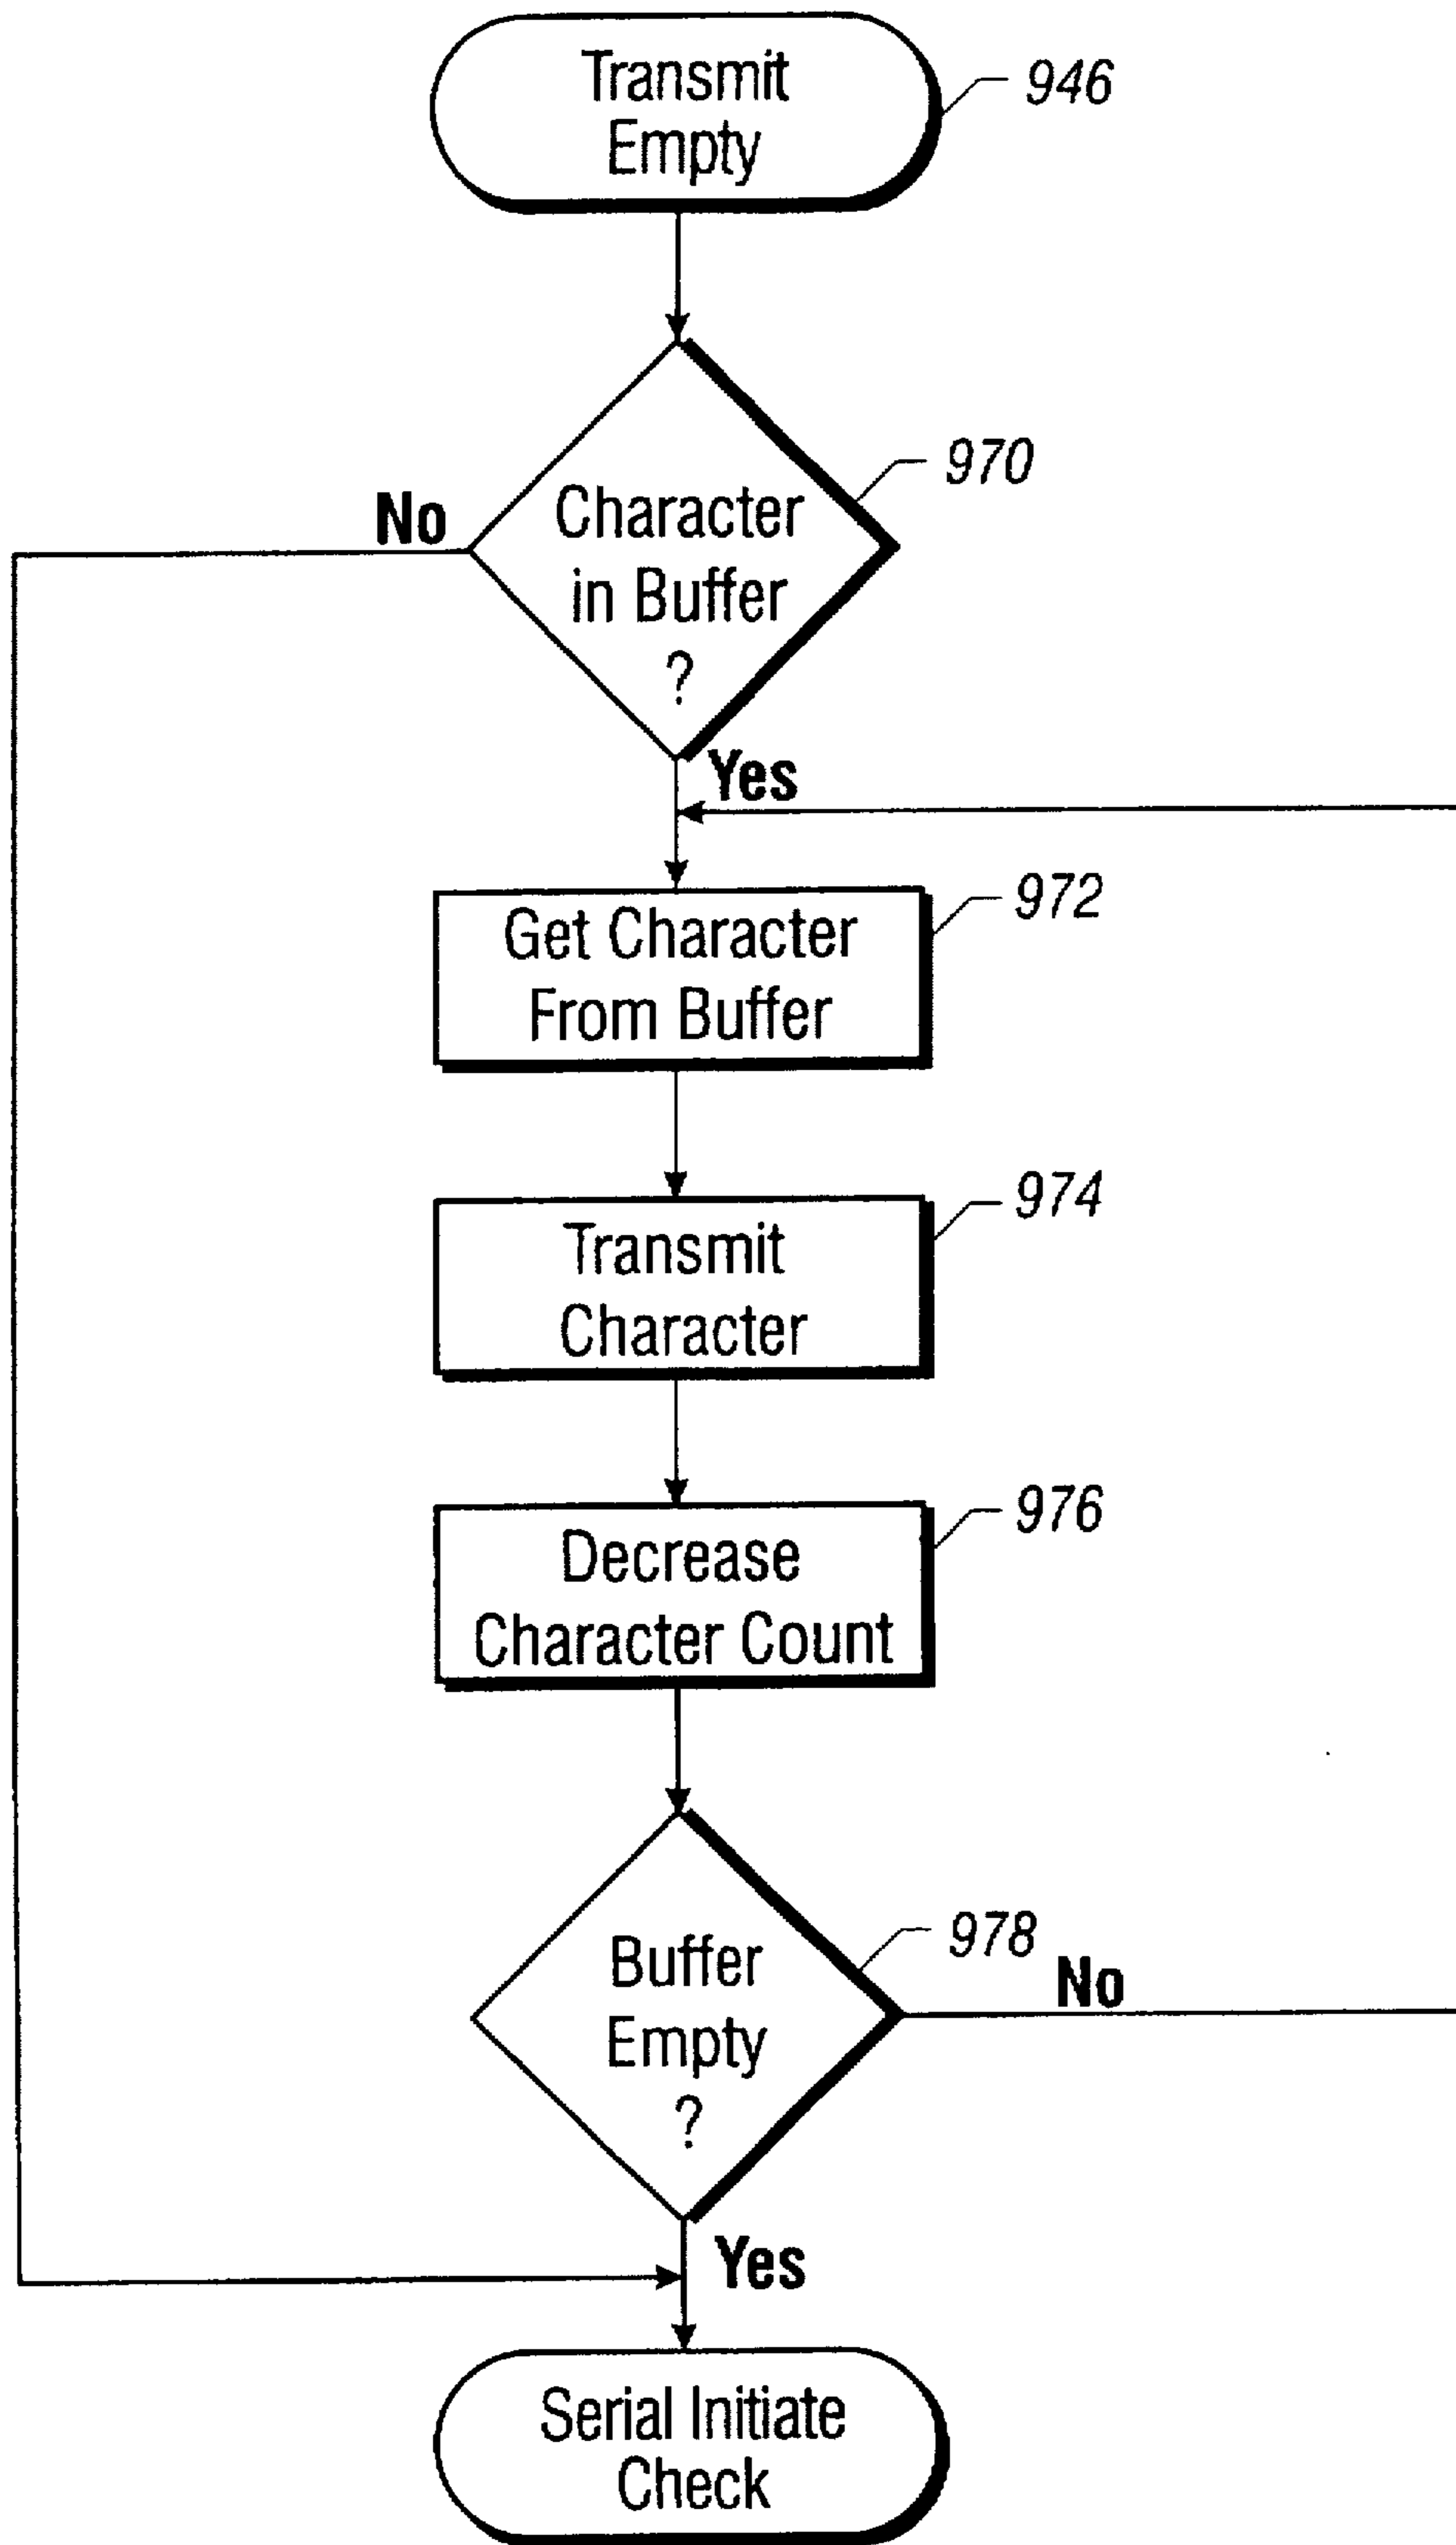 Transmit
Empty
946
970
No
Character
in Buffer
?
Yes
972
Get Character
From Buffer
974
Transmit
Character
976
Decrease
Character Count
978
Buffer
Empty
?
No
Yes
Serial Initiate
Check